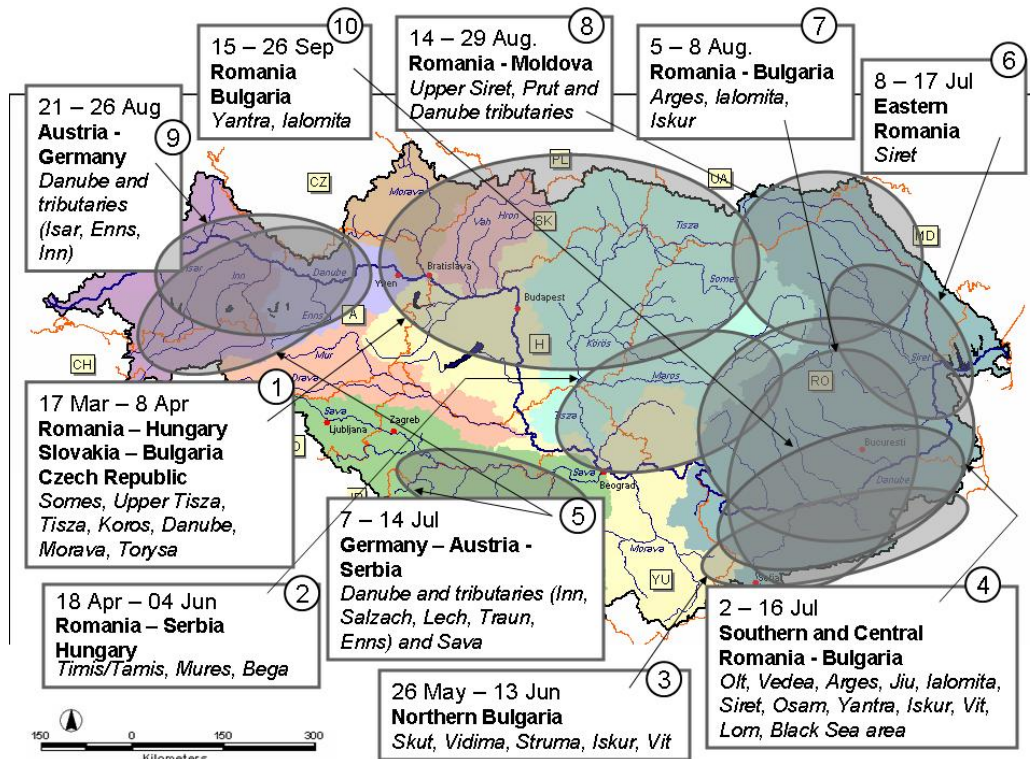 10
15 – 26 Sep
Romania
Bulgaria
Yantra, Ialomita
8
14 – 29 Aug.
Romania - Moldova
Upper Siret, Prut and
Danube tributaries
7
5 – 8 Aug.
Romania - Bulgaria
Arges, Ialomita,
Iskur
6
8 – 17 Jul
Eastern
Romania
Siret
21 – 26 Aug
9
Austria -
Germany
Danube and
tributaries
(Isar, Enns,
Inn)
PL
CZ
UA
Morava
Vah
Hron
SK
Tisza
MD
Isar
Inn
Danube
Bratislava
Somes
Enns
A
Budapest
H
Körös
CH
Mur
Maros
Siret
RO
Drava
1
17 Mar – 8 Apr
Romania – Hungary
Slovakia – Bulgaria
Czech Republic
Somes, Upper Tisza,
Tisza, Koros, Danube,
Morava, Torysa
Sava
Zagreb
Ljubljana
Tisza
Bucuresti
Sava
Beograd
Danube
5
7 – 14 Jul
Germany – Austria -
Serbia
Danube and tributaries (Inn,
Salzach, Lech, Traun,
Enns) and Sava
Morava
YU
2
18 Apr – 04 Jun
Romania – Serbia
Hungary
Timis/Tamis, Mures, Bega
4
2 – 16 Jul
Southern and Central
Romania - Bulgaria
Olt, Vedea, Arges, Jiu, Ialomita,
Siret, Osam, Yantra, Iskur, Vit,
Lom, Black Sea area
3
26 May – 13 Jun
Northern Bulgaria
Skut, Vidima, Struma, Iskur, Vit
150 0 150 300
Kilometers